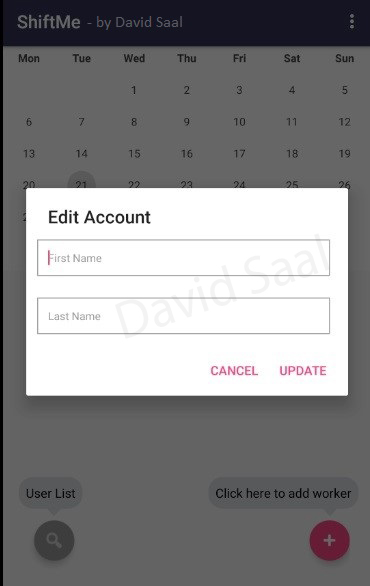 ShiftMe - by David Saal
Mon Tue Wed Thu Fri Sat Sun
1 2 3 4 5
6 7 8 9 10 11 12
13 14 15 16 17 18 19
20 21 22 23 24 25 26
Edit Account
First Name
Last Name
David Saal
CANCEL UPDATE
User List Click here to add worker